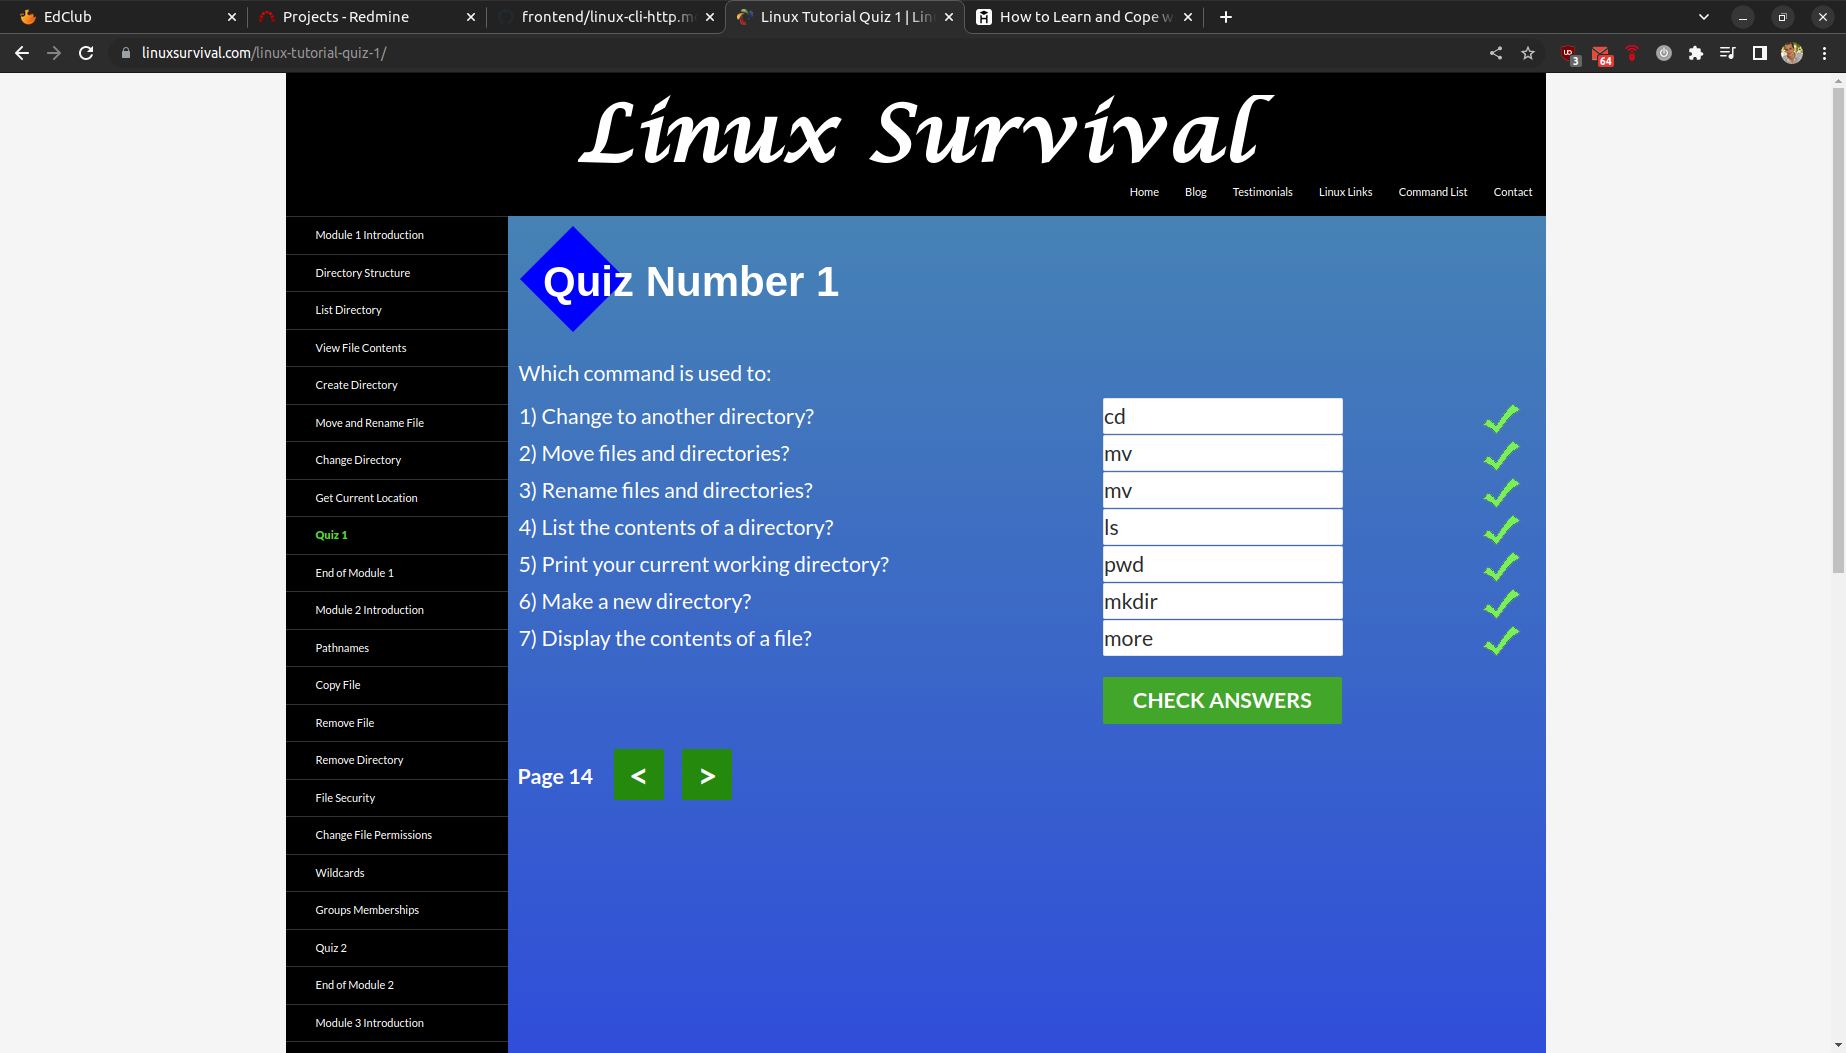 EdClub
Projects - Redmine
frontend/linux-cli-http.m
Linux Tutorial Quiz 1 | Lin
How to Learn and Cope w
linuxsurvival.com/linux-tutorial-quiz-1/
3
64
Linux Survival
Home Blog Testimonials Linux Links Command List Contact
Module 1 Introduction
Directory Structure
List Directory
View File Contents
Create Directory
Move and Rename File
Change Directory
Get Current Location
Quiz 1
End of Module 1
Module 2 Introduction
Pathnames
Copy File
Remove File
Remove Directory
File Security
Change File Permissions
Wildcards
Groups Memberships
Quiz 2
End of Module 2
Module 3 Introduction
Quiz Number 1
Which command is used to:
1) Change to another directory? cd
2) Move files and directories? mv
3) Rename files and directories? mv
4) List the contents of a directory? ls
5) Print your current working directory? pwd
6) Make a new directory? mkdir
7) Display the contents of a file? more
CHECK ANSWERS
Page 14 < >